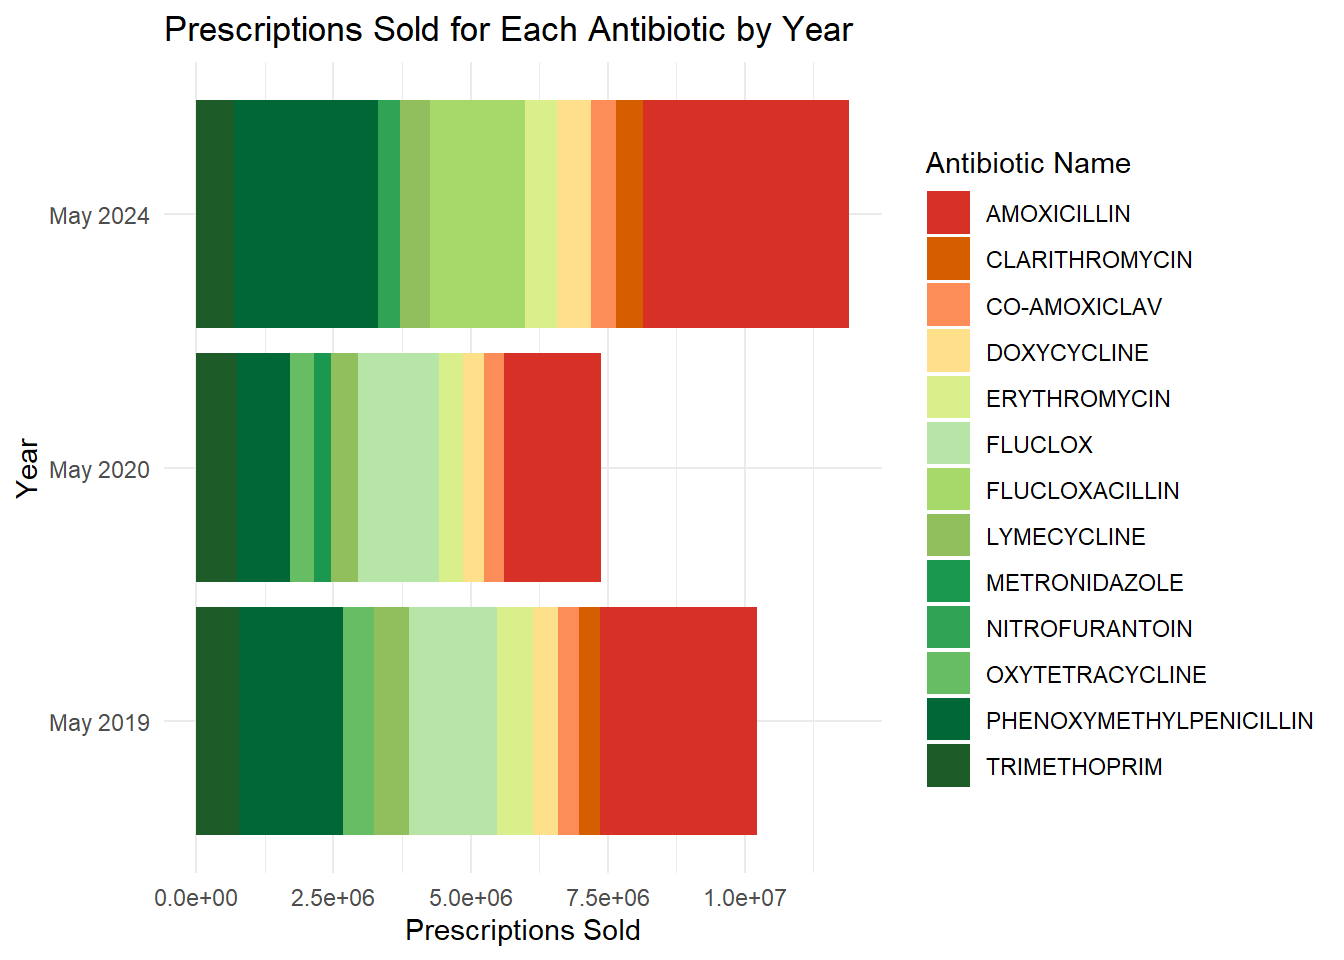 Prescriptions Sold for Each Antibiotic by Year
Year
May 2024
May 2020
May 2019
0.0e+00 2.5e+06 5.0e+06 7.5e+06 1.0e+07
Prescriptions Sold
Antibiotic Name
AMOXICILLIN
CLARITHROMYCIN
CO-AMOXICLAV
DOXYCYCLINE
ERYTHROMYCIN
FLUCLOX
FLUCLOXACILLIN
LYMECYCLINE
METRONIDAZOLE
NITROFURANTOIN
OXYTETRACYCLINE
PHENOXYMETHYLPENICILLIN
TRIMETHOPRIM